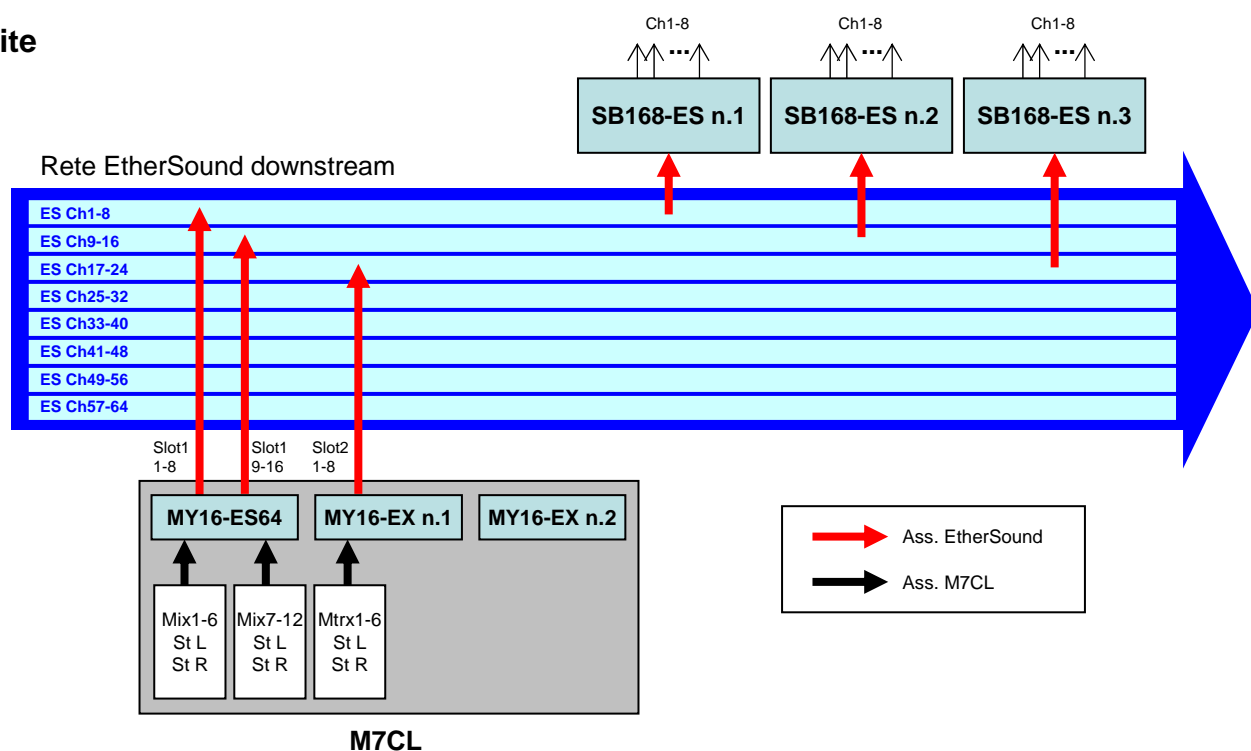 ite
Ch1-8
Ch1-8
Ch1-8
...
...
...
SB168-ES n.1
SB168-ES n.2
SB168-ES n.3
Rete EtherSound downstream
ES Ch1-8
ES Ch9-16
ES Ch17-24
ES Ch25-32
ES Ch33-40
ES Ch41-48
ES Ch49-56
ES Ch57-64
Slot1
1-8
Slot1
9-16
Slot2
1-8
MY16-ES64
MY16-EX n.1
MY16-EX n.2
Mix1-6
St L
St R
Mix7-12
St L
St R
Mtrx1-6
St L
St R
M7CL
Ass. EtherSound
Ass. M7CL